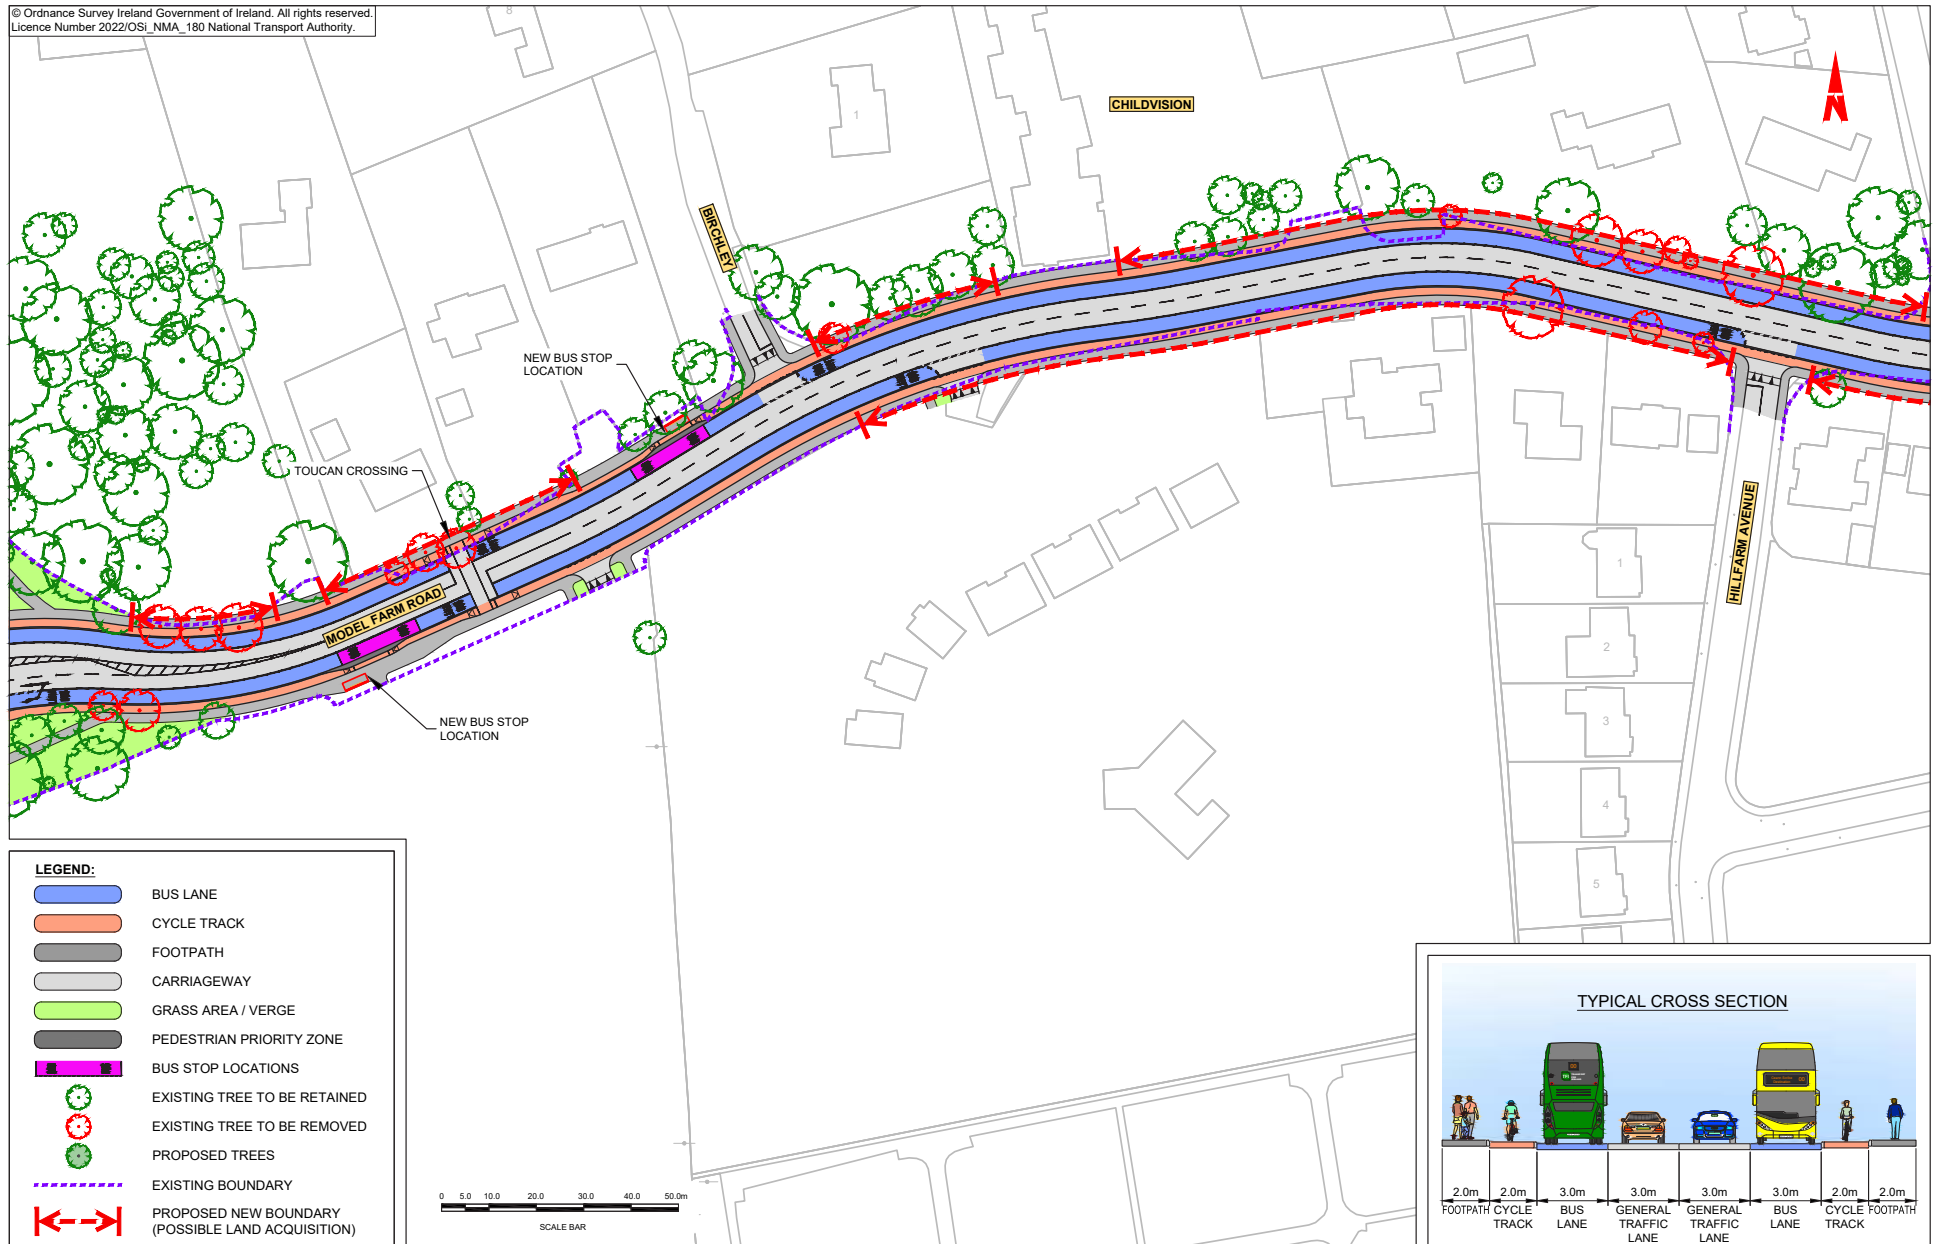 © Ordnance Survey Ireland Government of Ireland. All rights reserved.
Licence Number 2022/OSi_NMA_180 National Transport Authority.
8
1
CHILDVISION
BIRCHLEY
NEW BUS STOP
LOCATION
TOUCAN CROSSING
MODEL FARM ROAD
NEW BUS STOP
LOCATION
HILLFARM AVENUE
1
2
3
4
5
LEGEND:
BUS LANE
CYCLE TRACK
FOOTPATH
CARRIAGEWAY
GRASS AREA / VERGE
PEDESTRIAN PRIORITY ZONE
BUS STOP LOCATIONS
EXISTING TREE TO BE RETAINED
EXISTING TREE TO BE REMOVED
PROPOSED TREES
EXISTING BOUNDARY
PROPOSED NEW BOUNDARY
(POSSIBLE LAND ACQUISITION)
0 5.0 10.0 20.0 30.0 40.0 50.0m
SCALE BAR
TYPICAL CROSS SECTION
2.0m 2.0m 3.0m 3.0m 3.0m 3.0m 2.0m 2.0m
FOOTPATH CYCLE BUS GENERAL GENERAL BUS CYCLE FOOTPATH
TRACK LANE TRAFFIC TRAFFIC LANE TRACK
LANE LANE